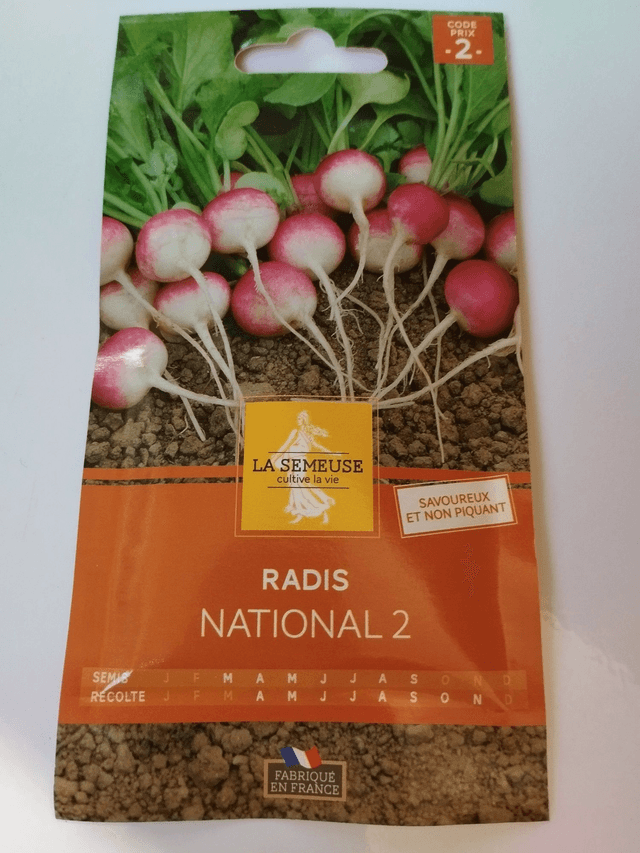 CODE
PRIX
- 2 -
LA SEMEUSE
cultive la vie
SAVOUREUX
ET NON PIQUANT
RADIS
NATIONAL 2
SEMIS J F M A M J J A S O N D
RÉCOLTE J F M A M J J A S O N D
FABRIQUÉ
EN FRANCE